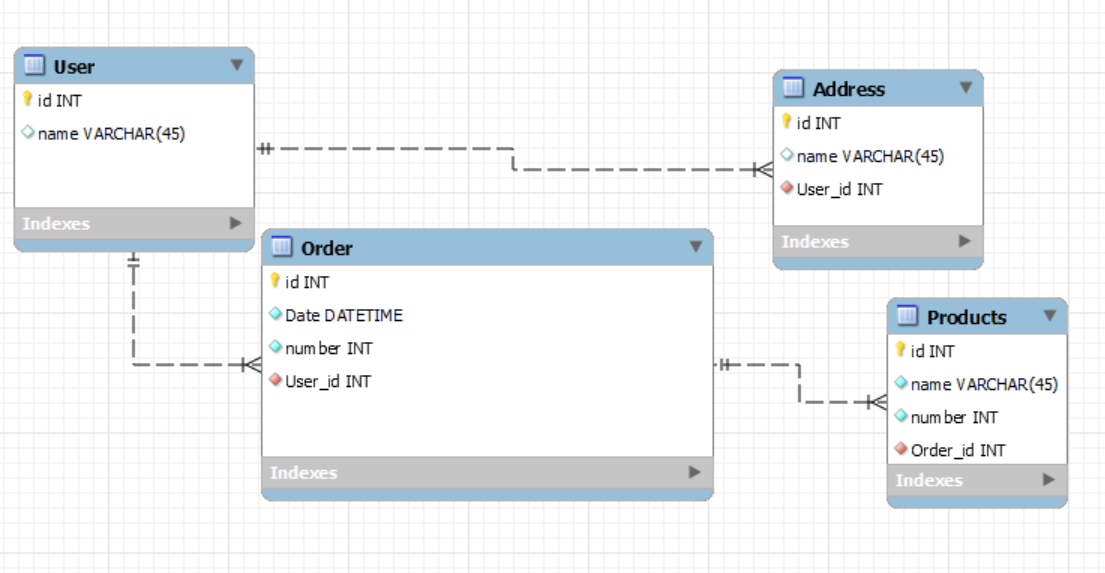 User
id INT
name VARCHAR(45)
Indexes
Address
id INT
name VARCHAR(45)
User_id INT
Indexes
Order
id INT
Date DATETIME
number INT
User_id INT
Indexes
Products
id INT
name VARCHAR(45)
number INT
Order_id INT
Indexes